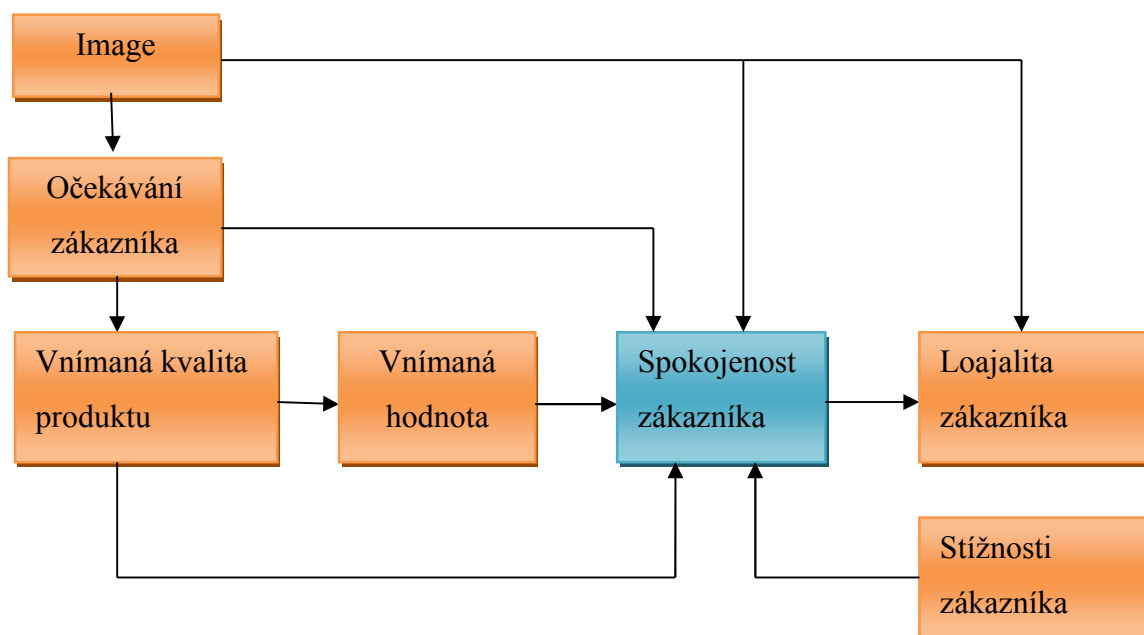 Image
Očekávání
zákazníka
Vnímaná kvalita
produktu
Vnímaná
hodnota
Spokojenost
zákazníka
Loajalita
zákazníka
Stížnosti
zákazníka